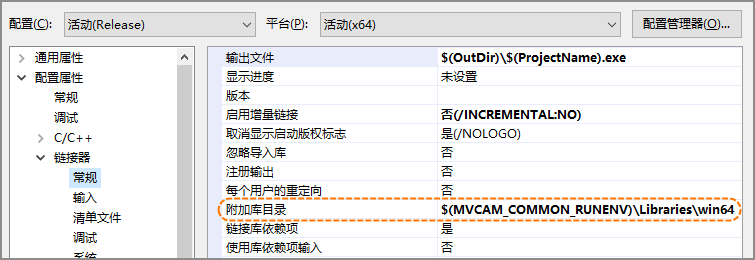 配置(C): 活动(Release) 平台(P): 活动(x64) 配置管理器(O)...
通用属性
配置属性
常规
调试
C/C++
链接器
常规
输入
清单文件
调试
系统
输出文件 $(OutDir)\$(ProjectName).exe
显示进度 未设置
版本
启用增量链接 否(/INCREMENTAL:NO)
取消显示启动版权标志 是(/NOLOGO)
忽略导入库 否
注册输出 否
每个用户的重定向 否
附加库目录 $(MVCAM_COMMON_RUNENV)\Libraries\win64
链接库依赖项 是
使用库依赖项输入 否